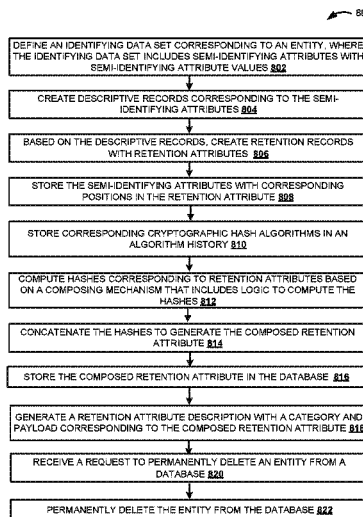 80
DEFINE AN IDENTIFYING DATA SET CORRESPONDING TO AN ENTITY, WHERE
THE IDENTIFYING DATA SET INCLUDES SEMI-IDENTIFYING ATTRIBUTES WITH
SEMI-IDENTIFYING ATTRIBUTE VALUES 802
CREATE DESCRIPTIVE RECORDS CORRESPONDING TO THE SEMI-
IDENTIFYING ATTRIBUTES 804
BASED ON THE DESCRIPTIVE RECORDS, CREATE RETENTION RECORDS
WITH RETENTION ATTRIBUTES 806
STORE THE SEMI-IDENTIFYING ATTRIBUTES WITH CORRESPONDING
POSITIONS IN THE RETENTION ATTRIBUTE 808
STORE CORRESPONDING CRYPTOGRAPHIC HASH ALGORITHMS IN AN
ALGORITHM HISTORY 810
COMPUTE HASHES CORRESPONDING TO RETENTION ATTRIBUTES BASED
ON A COMPOSING MECHANISM THAT INCLUDES LOGIC TO COMPUTE THE
HASHES 812
CONCATENATE THE HASHES TO GENERATE THE COMPOSED RETENTION
ATTRIBUTE 814
STORE THE COMPOSED RETENTION ATTRIBUTE IN THE DATABASE 816
GENERATE A RETENTION ATTRIBUTE DESCRIPTION WITH A CATEGORY AND
PAYLOAD CORRESPONDING TO THE COMPOSED RETENTION ATTRIBUTE 818
RECEIVE A REQUEST TO PERMANENTLY DELETE AN ENTITY FROM A
DATABASE 820
PERMANENTLY DELETE THE ENTITY FROM THE DATABASE 822